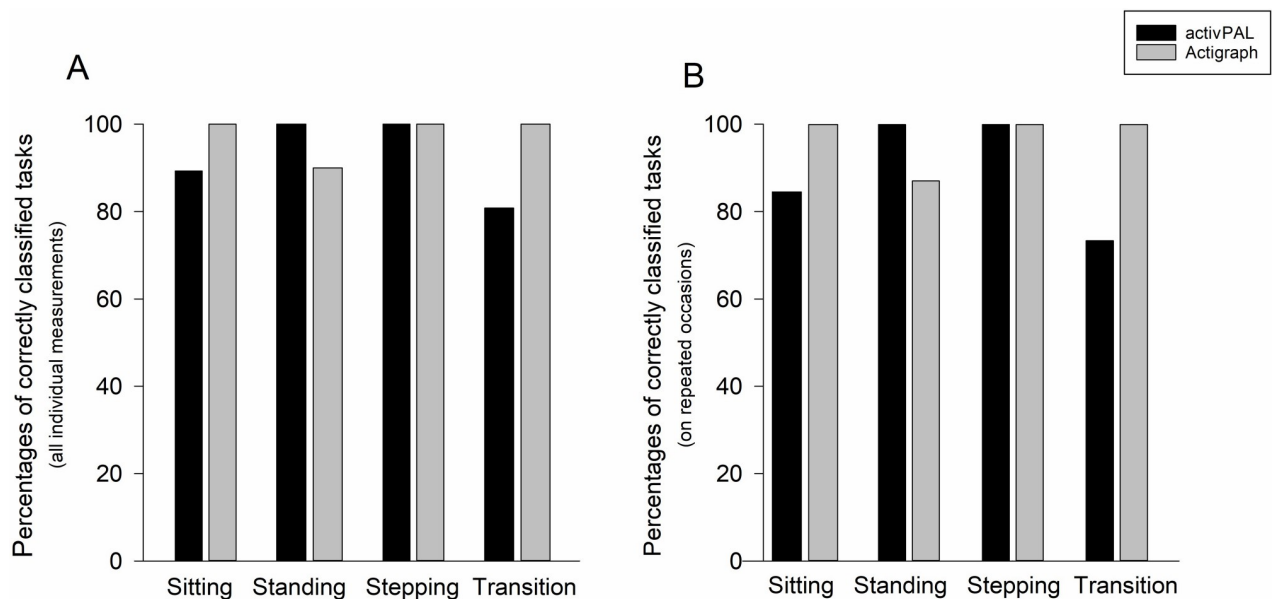 activPAL
Actigraph
A
Percentages of correctly classified tasks
(all individual measurements)
100
80
60
40
20
0
Sitting Standing Stepping Transition
B
Percentages of correctly classified tasks
(on repeated occasions)
100
80
60
40
20
0
Sitting Standing Stepping Transition